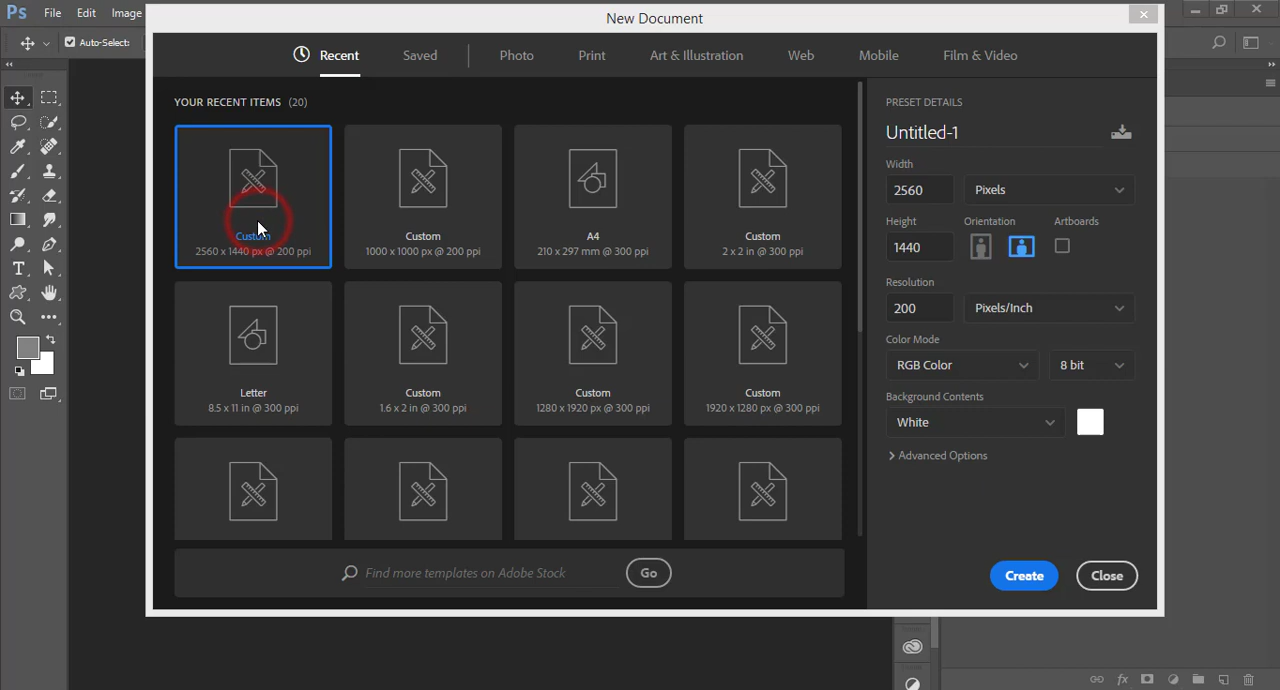 Ps File Edit Image
New Document
Auto-Select:
Recent Saved Photo Print Art & Illustration Web Mobile Film & Video
YOUR RECENT ITEMS (20)
Custom
2560 x 1440 px @ 200 ppi
Custom
1000 x 1000 px @ 200 ppi
A4
210 x 297 mm @ 300 ppi
Custom
2 x 2 in @ 300 ppi
Letter
8.5 x 11 in @ 300 ppi
Custom
1.6 x 2 in @ 300 ppi
Custom
1280 x 1920 px @ 300 ppi
Custom
1920 x 1280 px @ 300 ppi
Find more templates on Adobe Stock Go
PRESET DETAILS
Untitled-1
Width
2560 Pixels
Height Orientation Artboards
1440
Resolution
200 Pixels/Inch
Color Mode
RGB Color 8 bit
Background Contents
White
Advanced Options
Create Close
fx